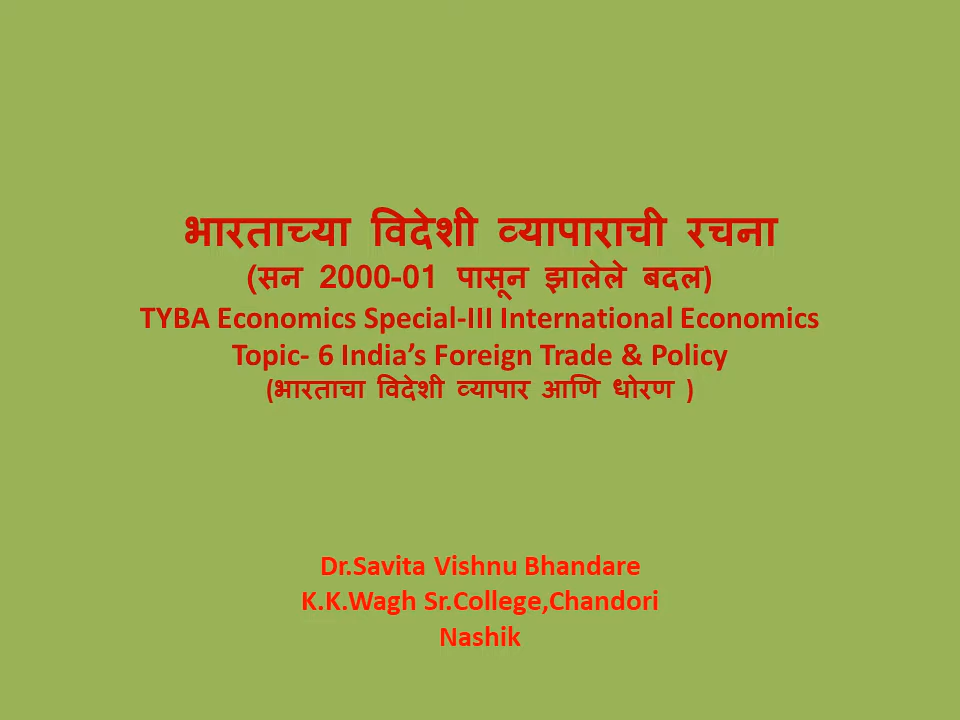 भारताच्या विदेशी व्यापाराची रचना
(सन 2000-01 पासून झालेले बदल)
TYBA Economics Special-III International Economics
Topic- 6 India’s Foreign Trade & Policy
(भारताचा विदेशी व्यापार आणि धोरण )
Dr.Savita Vishnu Bhandare
K.K.Wagh Sr.College,Chandori
Nashik